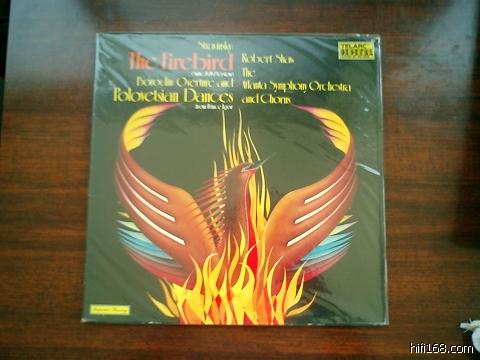 Stravinsky:
The Firebird
(Suite, 1919 Version)
Borodin: Overture and
Polovetsian Dances
from Prince Igor
Robert Shaw
The
Atlanta Symphony Orchestra
and Chorus
TELARC
DIGITAL
hifi168.com